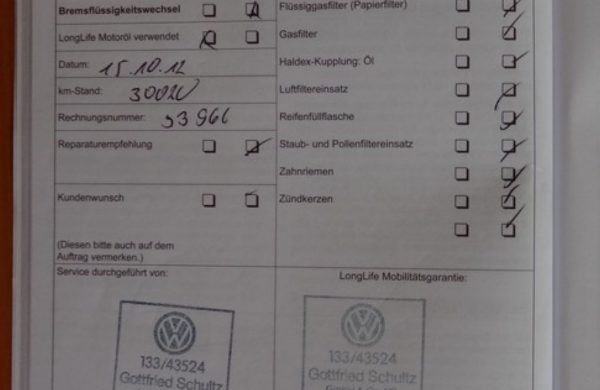 Bremsflüssigkeitswechsel
LongLife Motoröl verwendet
Datum: 15.10.12
km-Stand: 30020
Rechnungsnummer: 93966
Reparaturempfehlung
Kundenwunsch
(Diesen bitte auch auf dem
Auftrag vermerken.)
Flüssiggasfilter (Papierfilter)
Gasfilter
Haldex-Kupplung: Öl
Luftfiltereinsatz
Reifenfüllflasche
Staub- und Pollenfiltereinsatz
Zahnriemen
Zündkerzen
Service durchgeführt von:
VW
133/43524
Gottfried Schultz
LongLife Mobilitätsgarantie:
VW
133/43524
Gottfried Schultz